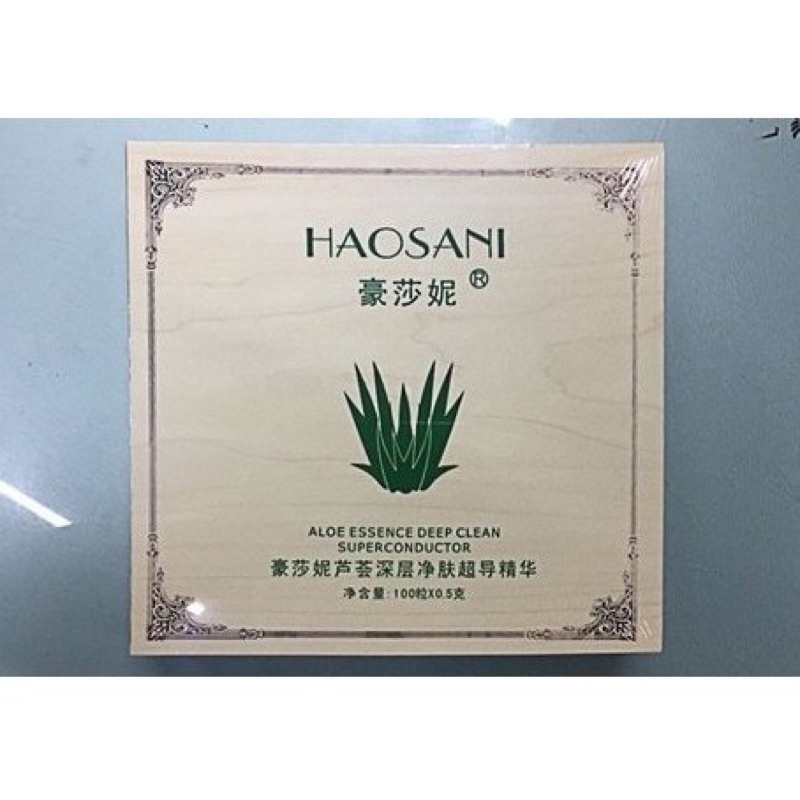 HAOSANI
豪莎妮®
ALOE ESSENCE DEEP CLEAN
SUPERCONDUCTOR
豪莎妮芦荟深层净肤超导精华
净含量: 100粒X0.5克